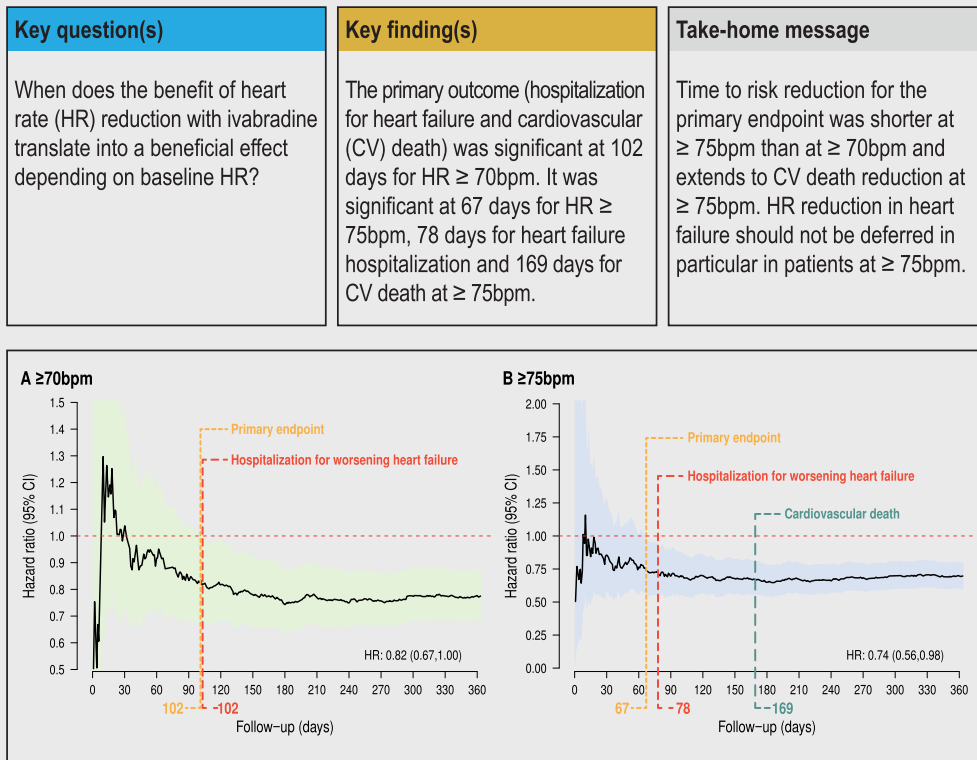 Key question(s)
When does the benefit of heart
rate (HR) reduction with ivabradine
translate into a beneficial effect
depending on baseline HR?
Key finding(s)
The primary outcome (hospitalization
for heart failure and cardiovascular
(CV) death) was significant at 102
days for HR ≥ 70bpm. It was
significant at 67 days for HR ≥
75bpm, 78 days for heart failure
hospitalization and 169 days for
CV death at ≥ 75bpm.
Take-home message
Time to risk reduction for the
primary endpoint was shorter at
≥ 75bpm than at ≥ 70bpm and
extends to CV death reduction at
≥ 75bpm. HR reduction in heart
failure should not be deferred in
particular in patients at ≥ 75bpm.
A ≥70bpm
Hazard ratio (95% CI)
1.5
1.4
1.3
1.2
1.1
1.0
0.9
0.8
0.7
0.6
0.5
Primary endpoint
Hospitalization for worsening heart failure
HR: 0.82 (0.67,1.00)
0 30 60 90 120 150 180 210 240 270 300 330 360
102 102
Follow−up (days)
B ≥75bpm
Hazard ratio (95% CI)
2.00
1.75
1.50
1.25
1.00
0.75
0.50
0.25
0.00
Primary endpoint
Hospitalization for worsening heart failure
Cardiovascular death
HR: 0.74 (0.56,0.98)
0 30 60 90 120 150 180 210 240 270 300 330 360
67 78 169
Follow−up (days)